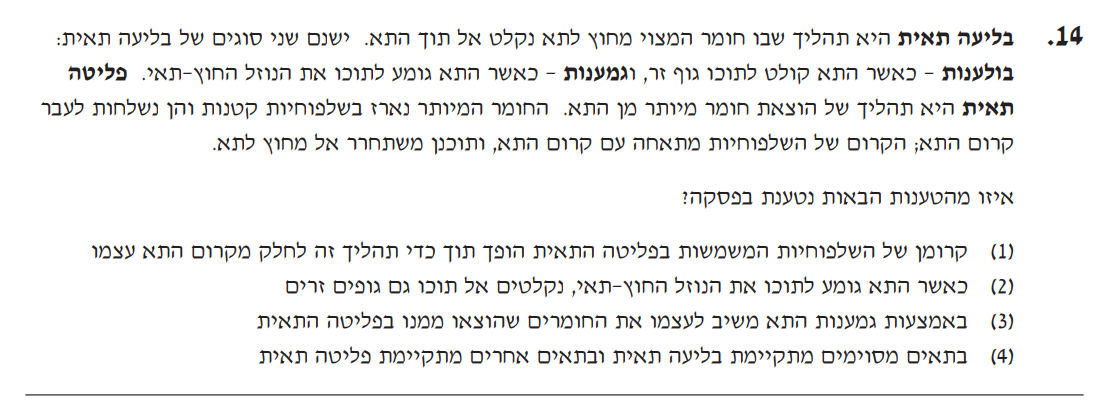 14. בליעה תאית היא תהליך שבו חומר המצוי מחוץ לתא נקלט אל תוך התא. ישנם שני סוגים של בליעה תאית:
בולענות – כאשר התא קולט לתוכו גוף זר, וגמענות – כאשר התא גומע לתוכו את הנוזל החוץ-תאי. פליטה
תאית היא תהליך של הוצאת חומר מיותר מן התא. החומר המיותר נארז בשלפוחיות קטנות והן נשלחות לעבר
קרום התא; הקרום של השלפוחיות מתאחה עם קרום התא, ותוכנן משתחרר אל מחוץ לתא.
איזו מהטענות הבאות נטענת בפסקה?
(1) קרומן של השלפוחיות המשמשות בפליטה התאית הופך תוך כדי תהליך זה לחלק מקרום התא עצמו
(2) כאשר התא גומע לתוכו את הנוזל החוץ-תאי, נקלטים אל תוכו גם גופים זרים
(3) באמצעות גמענות התא משיב לעצמו את החומרים שהוצאו ממנו בפליטה התאית
(4) בתאים מסוימים מתקיימת בליעה תאית ובתאים אחרים מתקיימת פליטה תאית